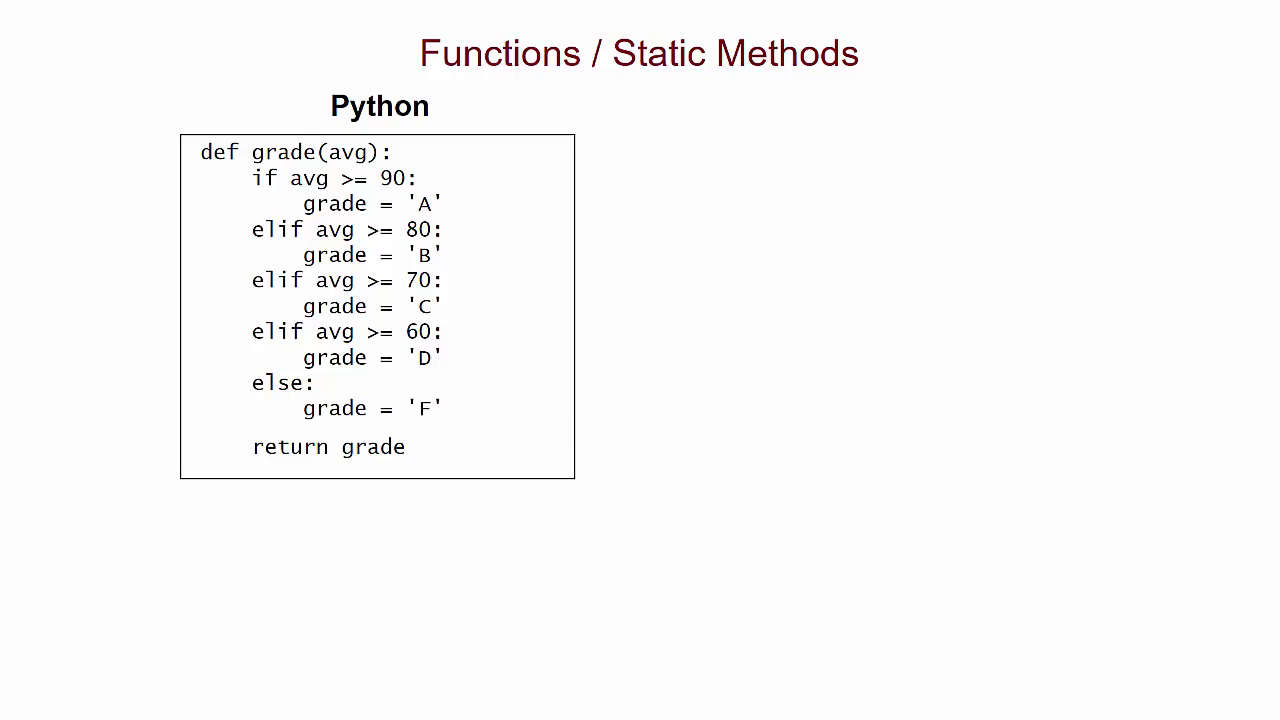 Functions / Static Methods
Python
def grade(avg):
    if avg >= 90:
        grade = 'A'
    elif avg >= 80:
        grade = 'B'
    elif avg >= 70:
        grade = 'C'
    elif avg >= 60:
        grade = 'D'
    else:
        grade = 'F'
    return grade